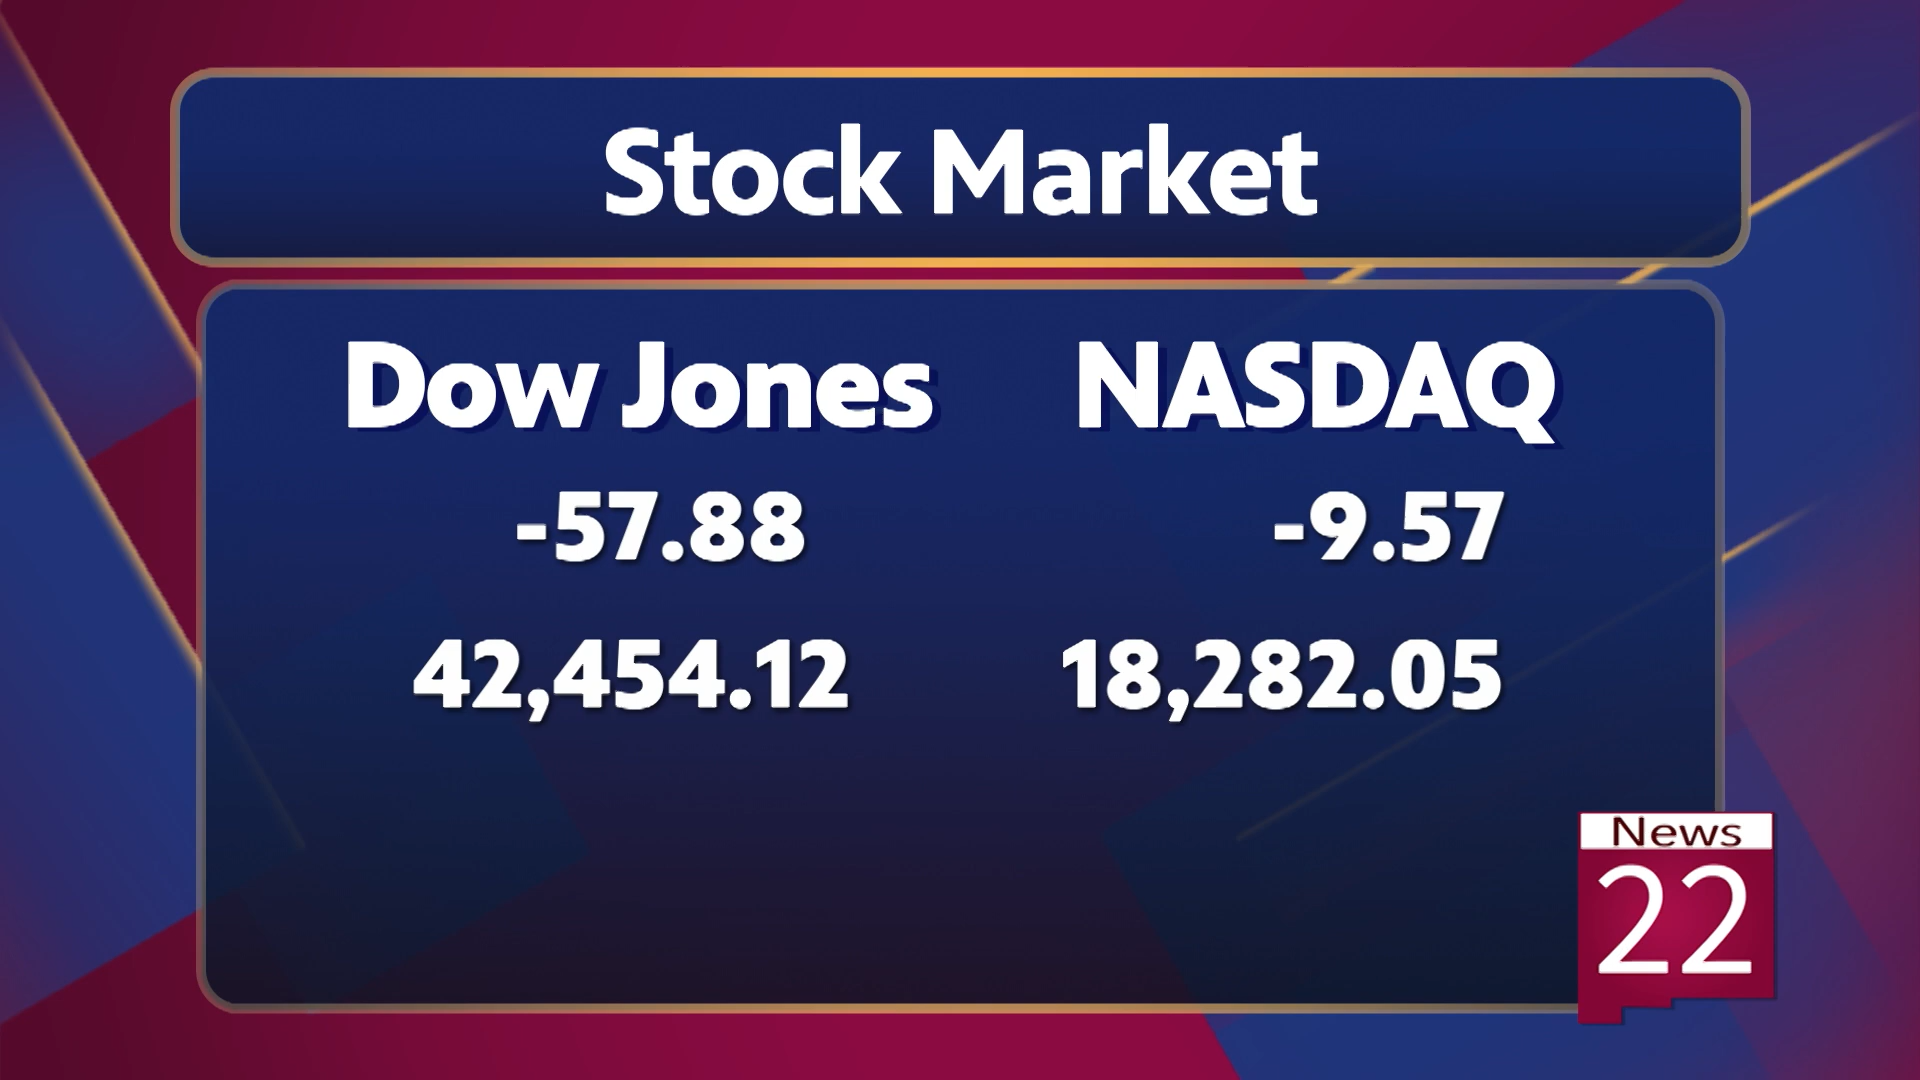 Stock Market
Dow Jones NASDAQ
-57.88 -9.57
42,454.12 18,282.05
News
22